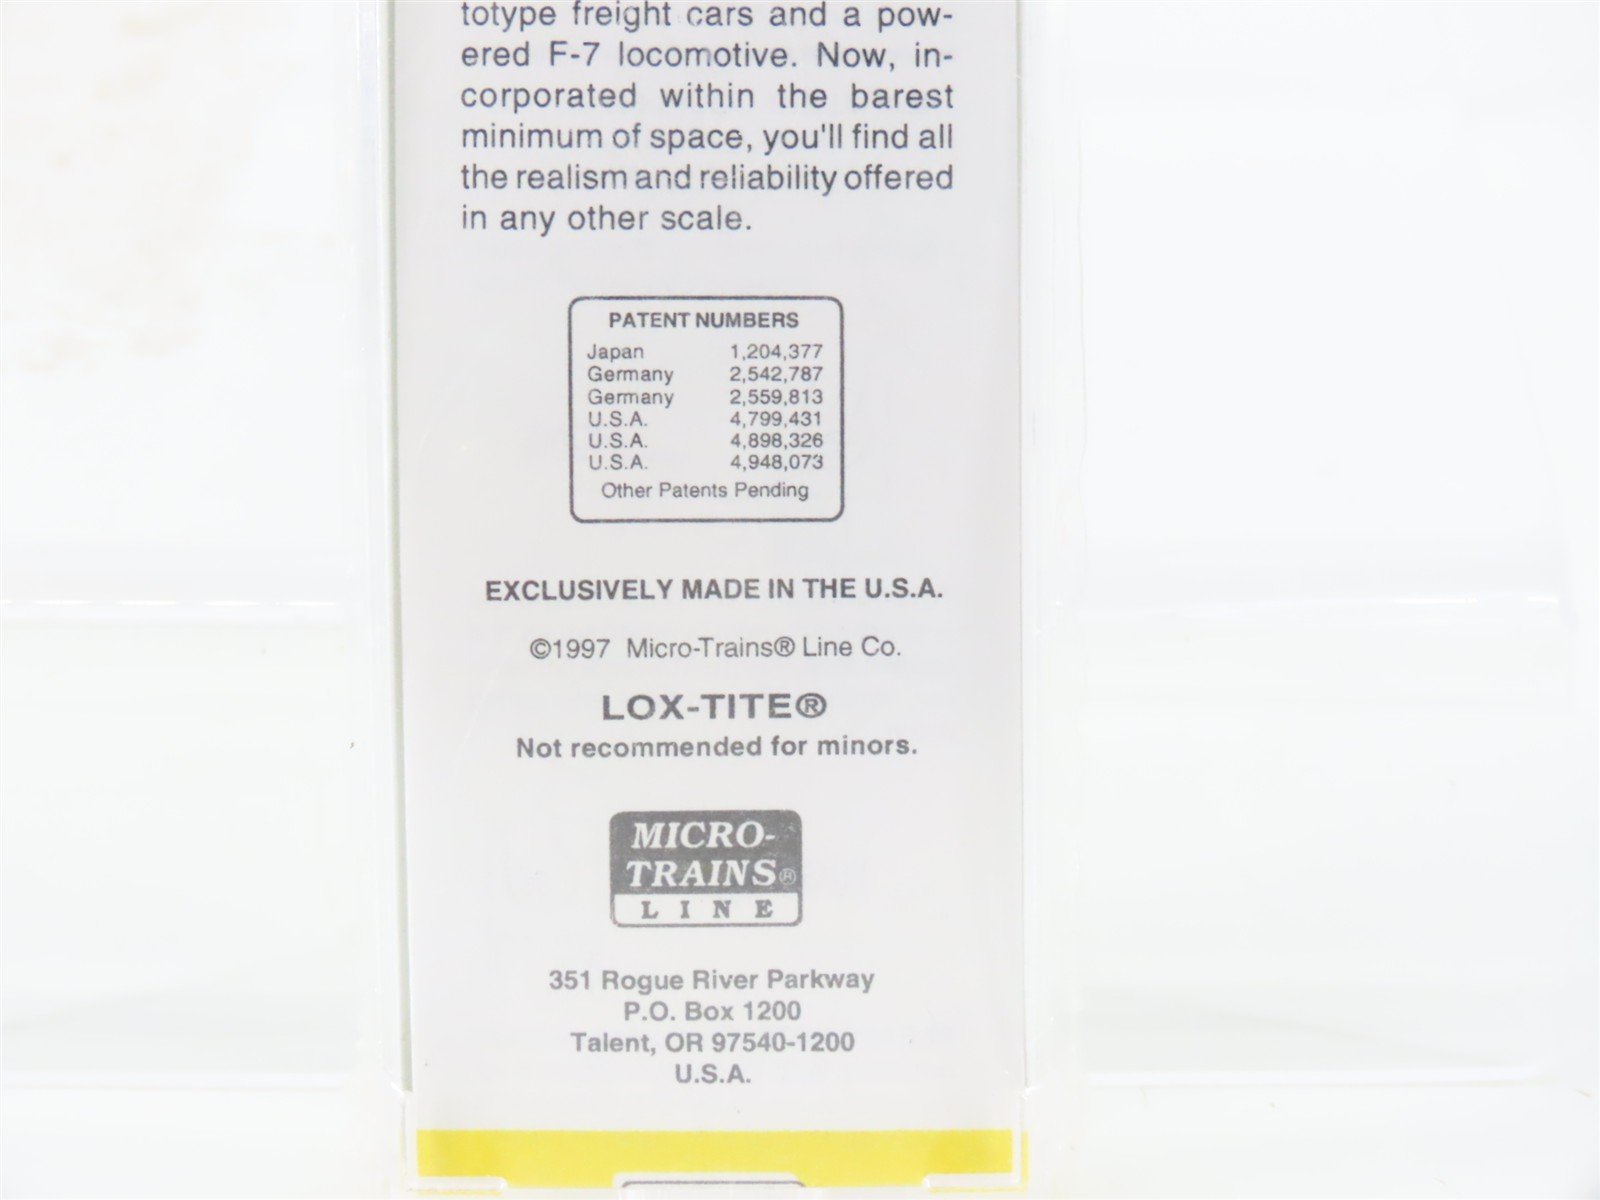 totype freight cars and a pow-
ered F-7 locomotive. Now, in-
corporated within the barest
minimum of space, you'll find all
the realism and reliability offered
in any other scale.
PATENT NUMBERS
Japan 1,204,377
Germany 2,542,787
Germany 2,559,813
U.S.A. 4,799,431
U.S.A. 4,898,326
U.S.A. 4,948,073
Other Patents Pending
EXCLUSIVELY MADE IN THE U.S.A.
©1997 Micro-Trains® Line Co.
LOX-TITE®
Not recommended for minors.
MICRO-
TRAINS®
LINE
351 Rogue River Parkway
P.O. Box 1200
Talent, OR 97540-1200
U.S.A.